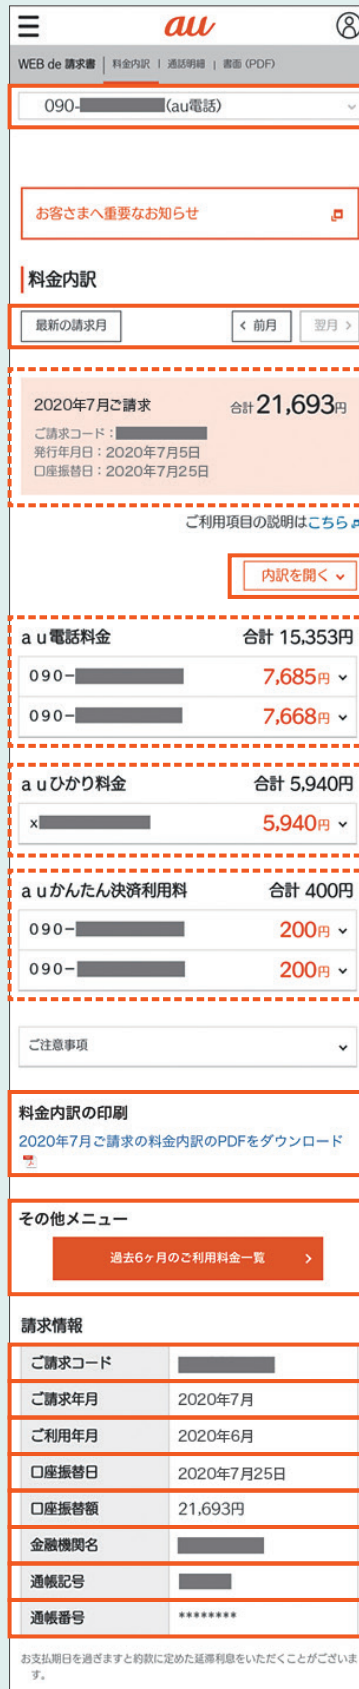 au
WEB de 請求書 | 料金内訳 | 通話明細 | 書面 (PDF)
090- (au電話)
お客さまへ重要なお知らせ
料金内訳
最新の請求月 < 前月 翌月 >
2020年7月ご請求 合計21,693円
ご請求コード：
発行年月日：2020年7月5日
口座振替日：2020年7月25日
ご利用項目の説明はこちら
内訳を開く
au電話料金 合計 15,353円
090- 7,685円
090- 7,668円
auひかり料金 合計 5,940円
x 5,940円
auかんたん決済利用料 合計 400円
090- 200円
090- 200円
ご注意事項
料金内訳の印刷
2020年7月ご請求の料金内訳のPDFをダウンロード
その他メニュー
過去6ヶ月のご利用料金一覧 >
請求情報
ご請求コード
ご請求年月 2020年7月
ご利用年月 2020年6月
口座振替日 2020年7月25日
口座振替額 21,693円
金融機関名
通帳記号
通帳番号 ********
お支払期日を過ぎますと約款に定めた延滞利息をいただくことがございま
す。